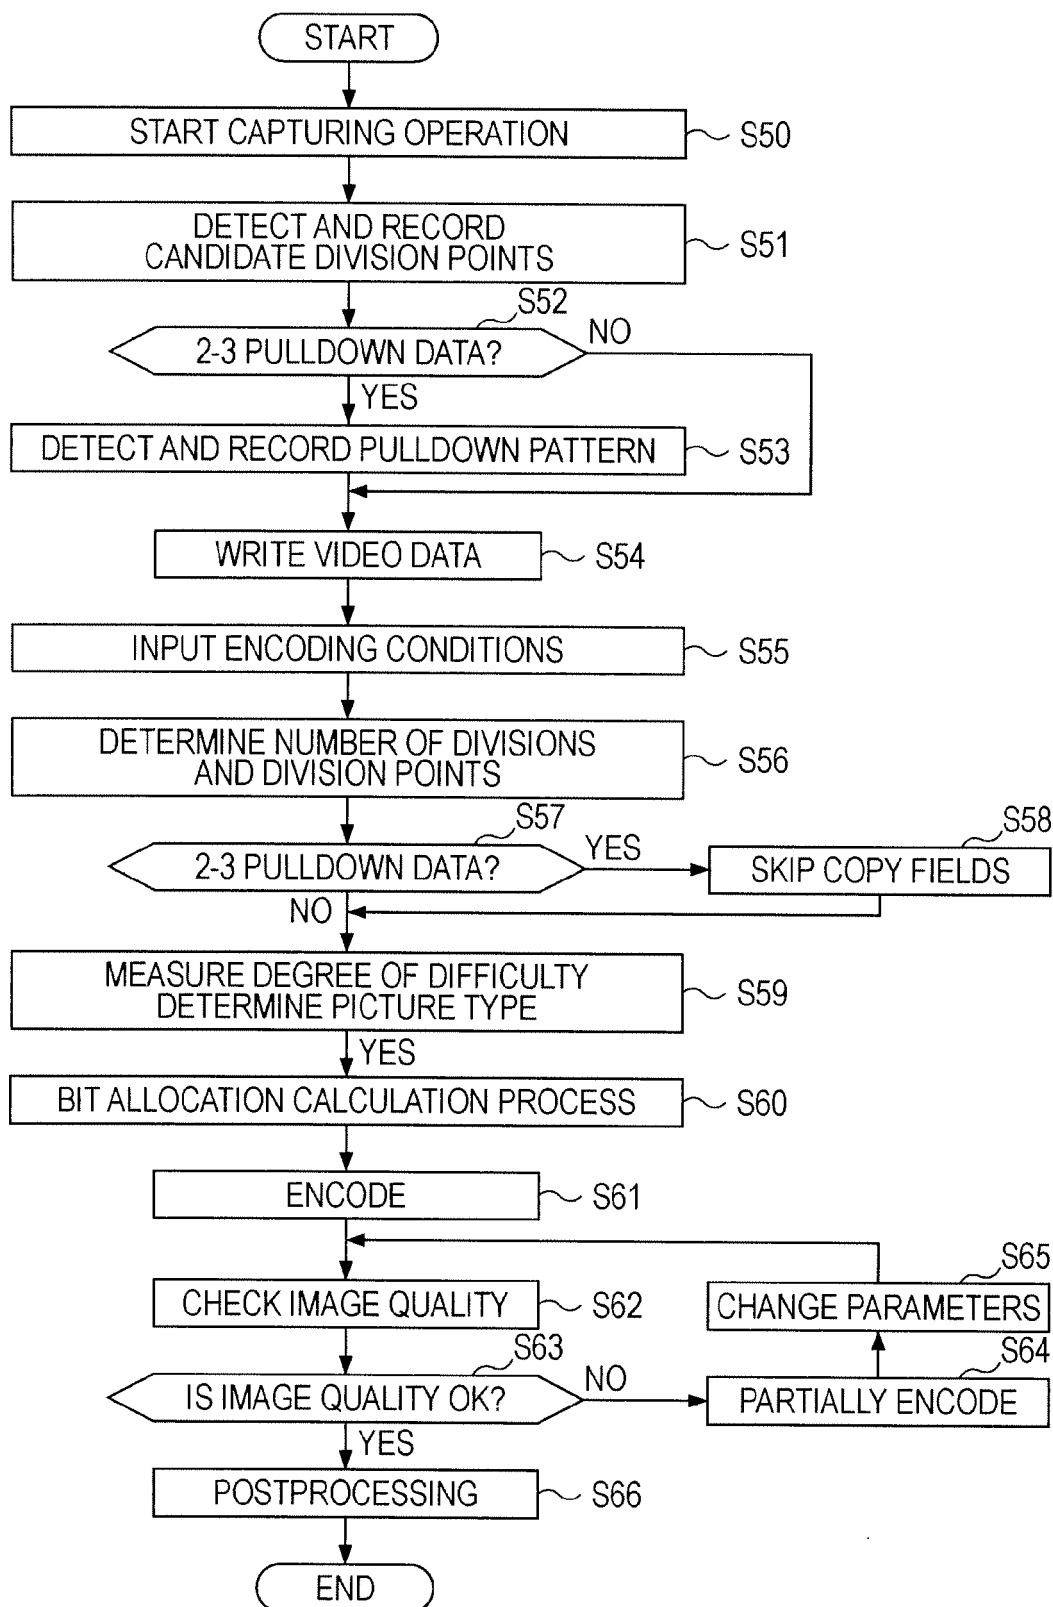 START
START CAPTURING OPERATION
S50
DETECT AND RECORD
CANDIDATE DIVISION POINTS
S51
S52
2-3 PULLDOWN DATA?
NO
YES
DETECT AND RECORD PULLDOWN PATTERN
S53
WRITE VIDEO DATA
S54
INPUT ENCODING CONDITIONS
S55
DETERMINE NUMBER OF DIVISIONS
AND DIVISION POINTS
S56
S57
2-3 PULLDOWN DATA?
YES
S58
SKIP COPY FIELDS
NO
MEASURE DEGREE OF DIFFICULTY
DETERMINE PICTURE TYPE
S59
YES
BIT ALLOCATION CALCULATION PROCESS
S60
ENCODE
S61
S65
CHANGE PARAMETERS
CHECK IMAGE QUALITY
S62
S63
IS IMAGE QUALITY OK?
NO
S64
PARTIALLY ENCODE
YES
POSTPROCESSING
S66
END